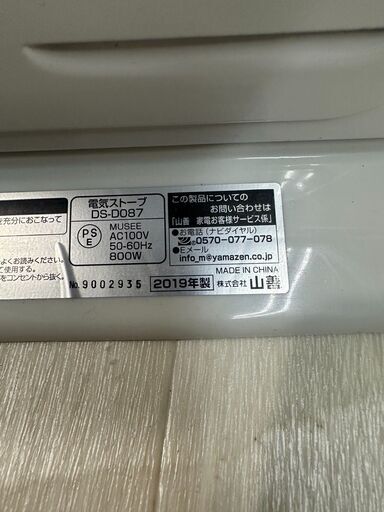 を充分におこなって
よくお読みください。
て使用する。
をコンセントから抜く。
電気ストーブ
DS-D087
PS
E
MUSEE
AC100V
50-60Hz
800W
この製品についての
お問い合わせは
「山善 家電お客様サービス係」
●お電話（ナビダイヤル）
0570-077-078
●Eメール
info_m@yamazen.co.jp
MADE IN CHINA
No. 9002935
2019年製
株式会社 山善